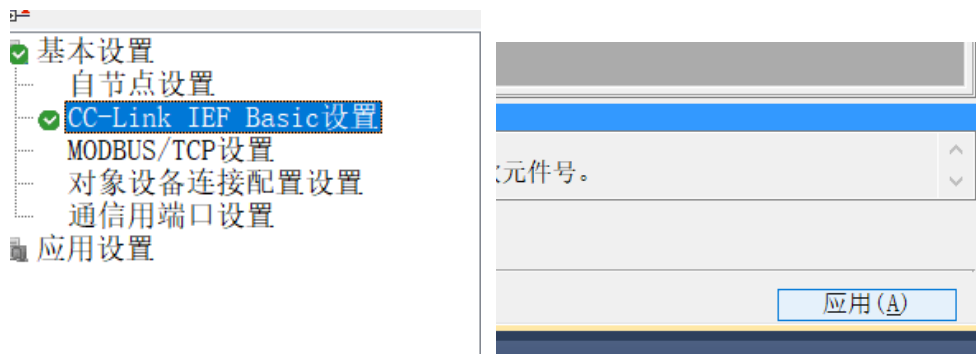 基本设置
自节点设置
CC-Link IEF Basic设置
MODBUS/TCP设置
对象设备连接配置设置
通信用端口设置
应用设置
元件号。
应用(A)